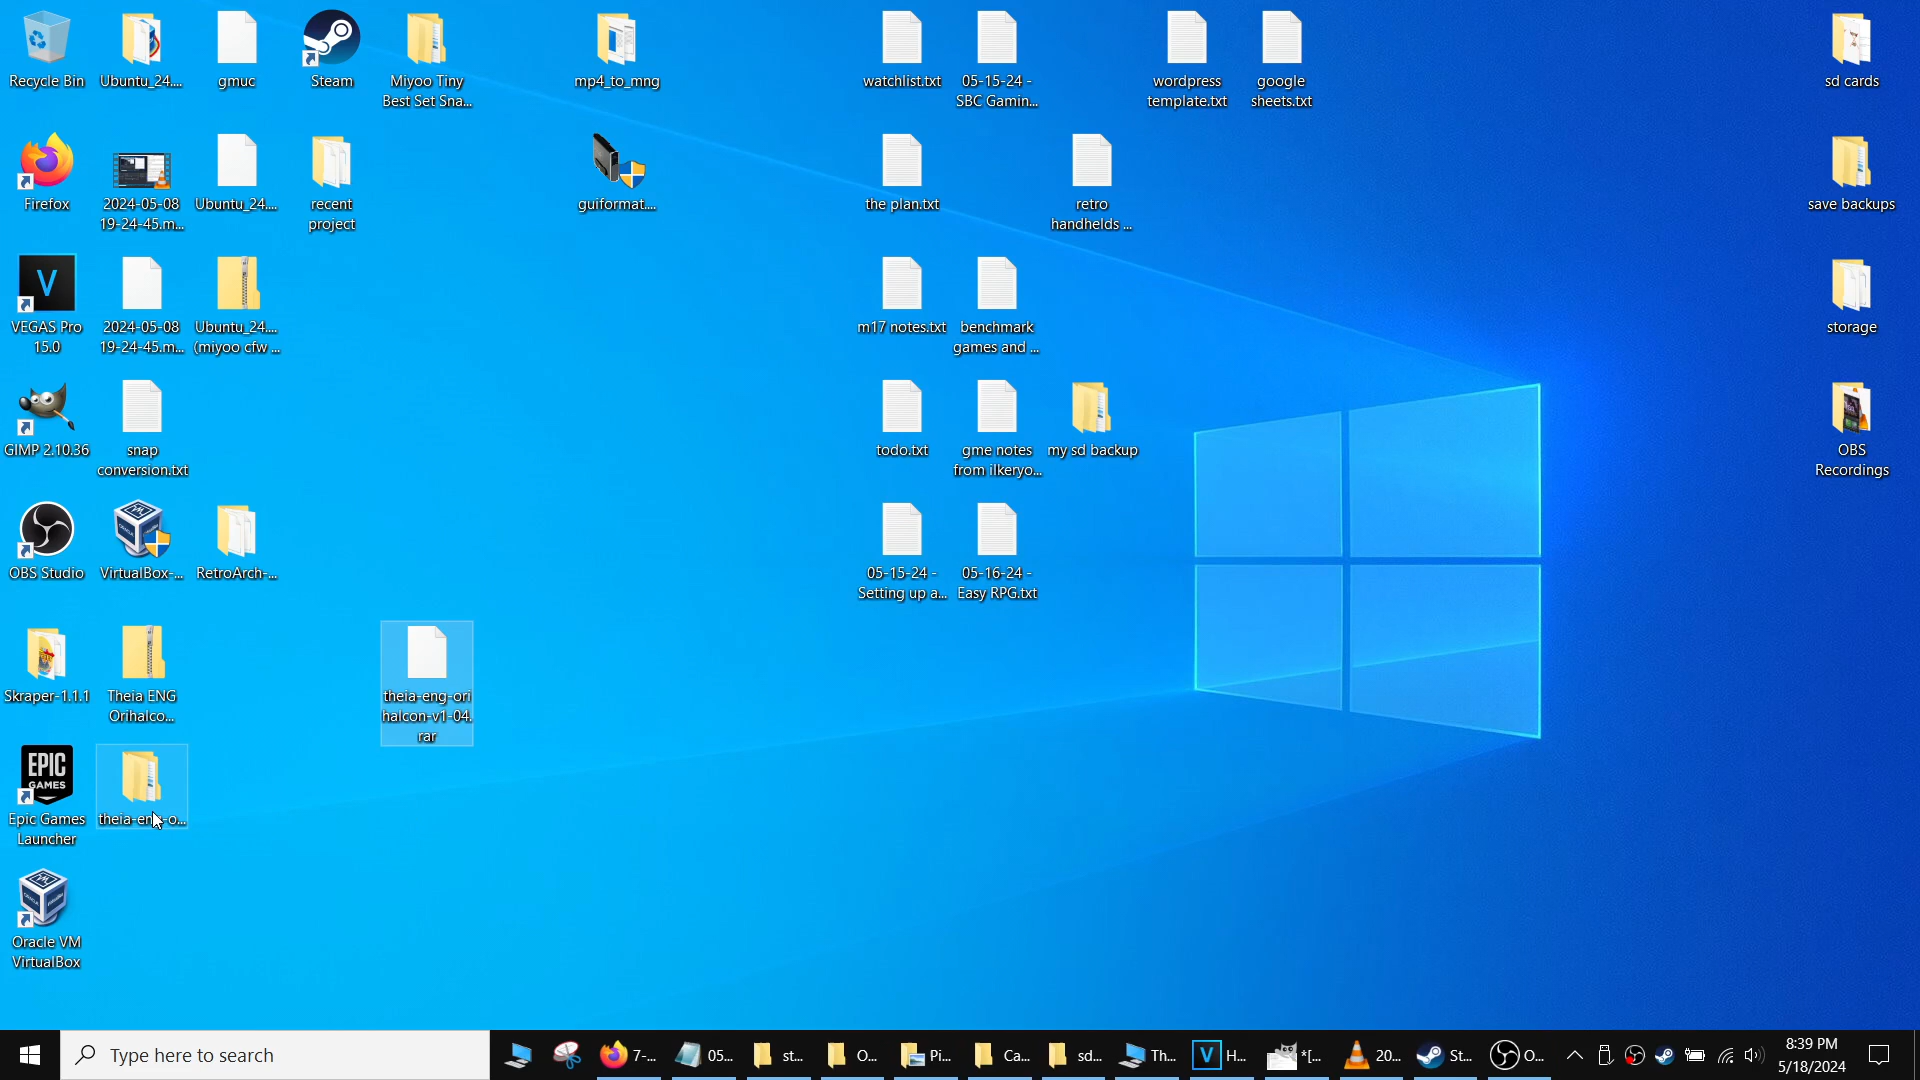 Recycle Bin
Ubuntu_24....
gmuc
Steam
Miyoo Tiny
Best Set Sna...
mp4_to_mng
watchlist.txt
05-15-24 -
SBC Gamin...
wordpress
template.txt
google
sheets.txt
sd cards
Firefox
2024-05-08
19-24-45.m...
Ubuntu_24....
recent
project
guiformat....
the plan.txt
retro
handhelds ...
save backups
V
VEGAS Pro
15.0
2024-05-08
19-24-45.m...
Ubuntu_24....
(miyoo cfw ...
m17 notes.txt
benchmark
games and ...
storage
GIMP 2.10.36
snap
conversion.txt
todo.txt
gme notes
from ilkeryo...
my sd backup
OBS
Recordings
OBS Studio
VirtualBox-...
RetroArch-...
05-15-24 -
Setting up a...
05-16-24 -
Easy RPG.txt
Skraper-1.1.1
Theia ENG
Orihalco...
theia-eng-ori
halcon-v1-04.
rar
EPIC
GAMES
Epic Games
Launcher
theia-eng-o...
Oracle VM
VirtualBox
Type here to search
7-...
05...
st...
O...
Pi...
Ca...
sd...
Th...
V
H...
*[...
20...
St...
O...
8:39 PM
5/18/2024